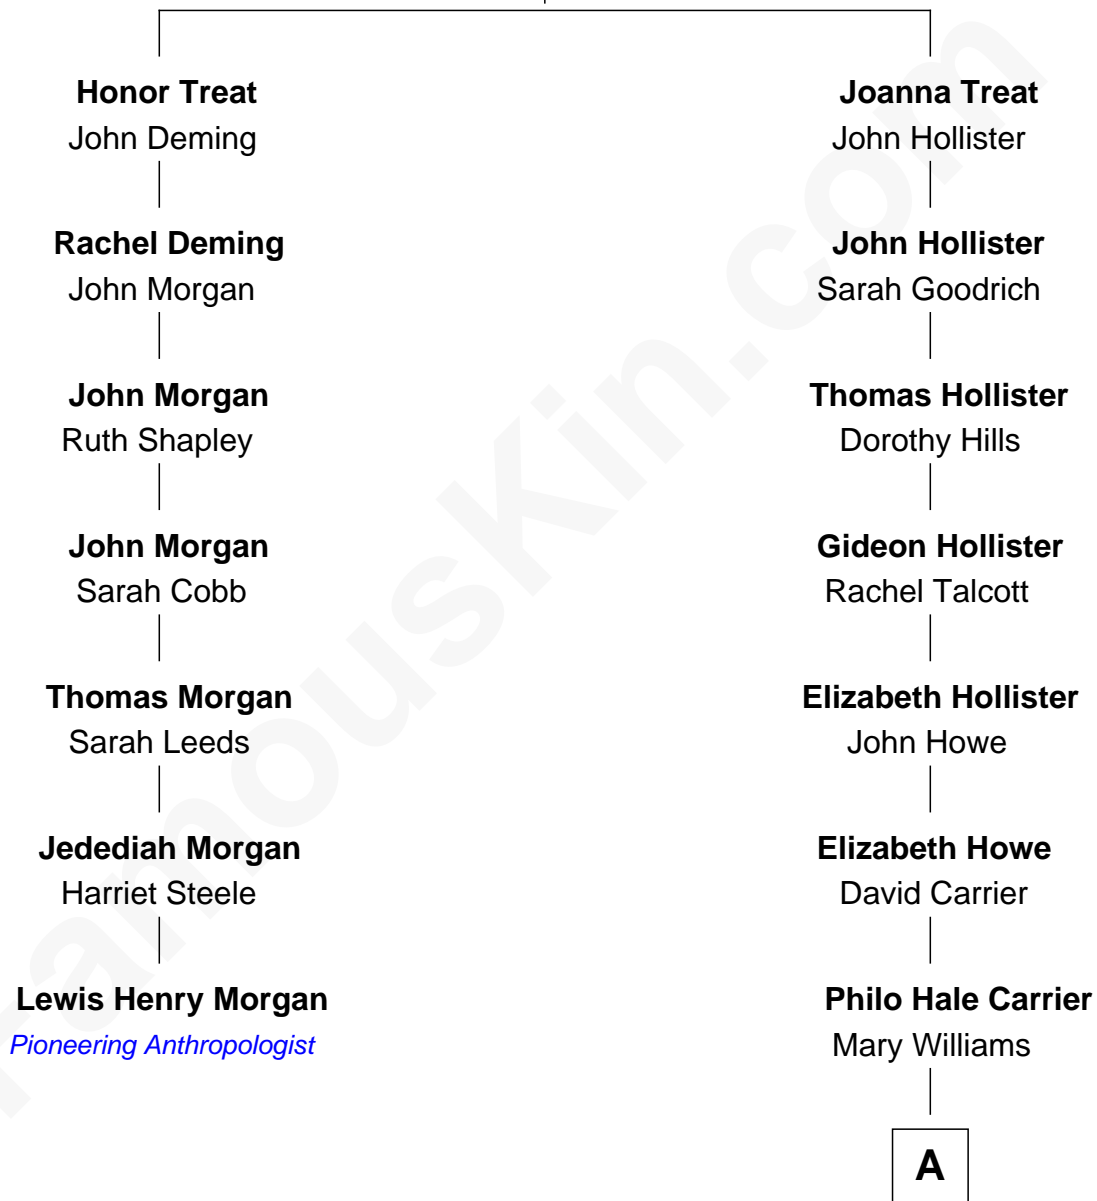 Honor Treat
John Deming
Joanna Treat
John Hollister
Rachel Deming
John Morgan
John Hollister
Sarah Goodrich
John Morgan
Ruth Shapley
Thomas Hollister
Dorothy Hills
John Morgan
Sarah Cobb
Gideon Hollister
Rachel Talcott
Thomas Morgan
Sarah Leeds
Elizabeth Hollister
John Howe
Jedediah Morgan
Harriet Steele
Elizabeth Howe
David Carrier
Lewis Henry Morgan
Pioneering Anthropologist
Philo Hale Carrier
Mary Williams
A
FamousKin.com